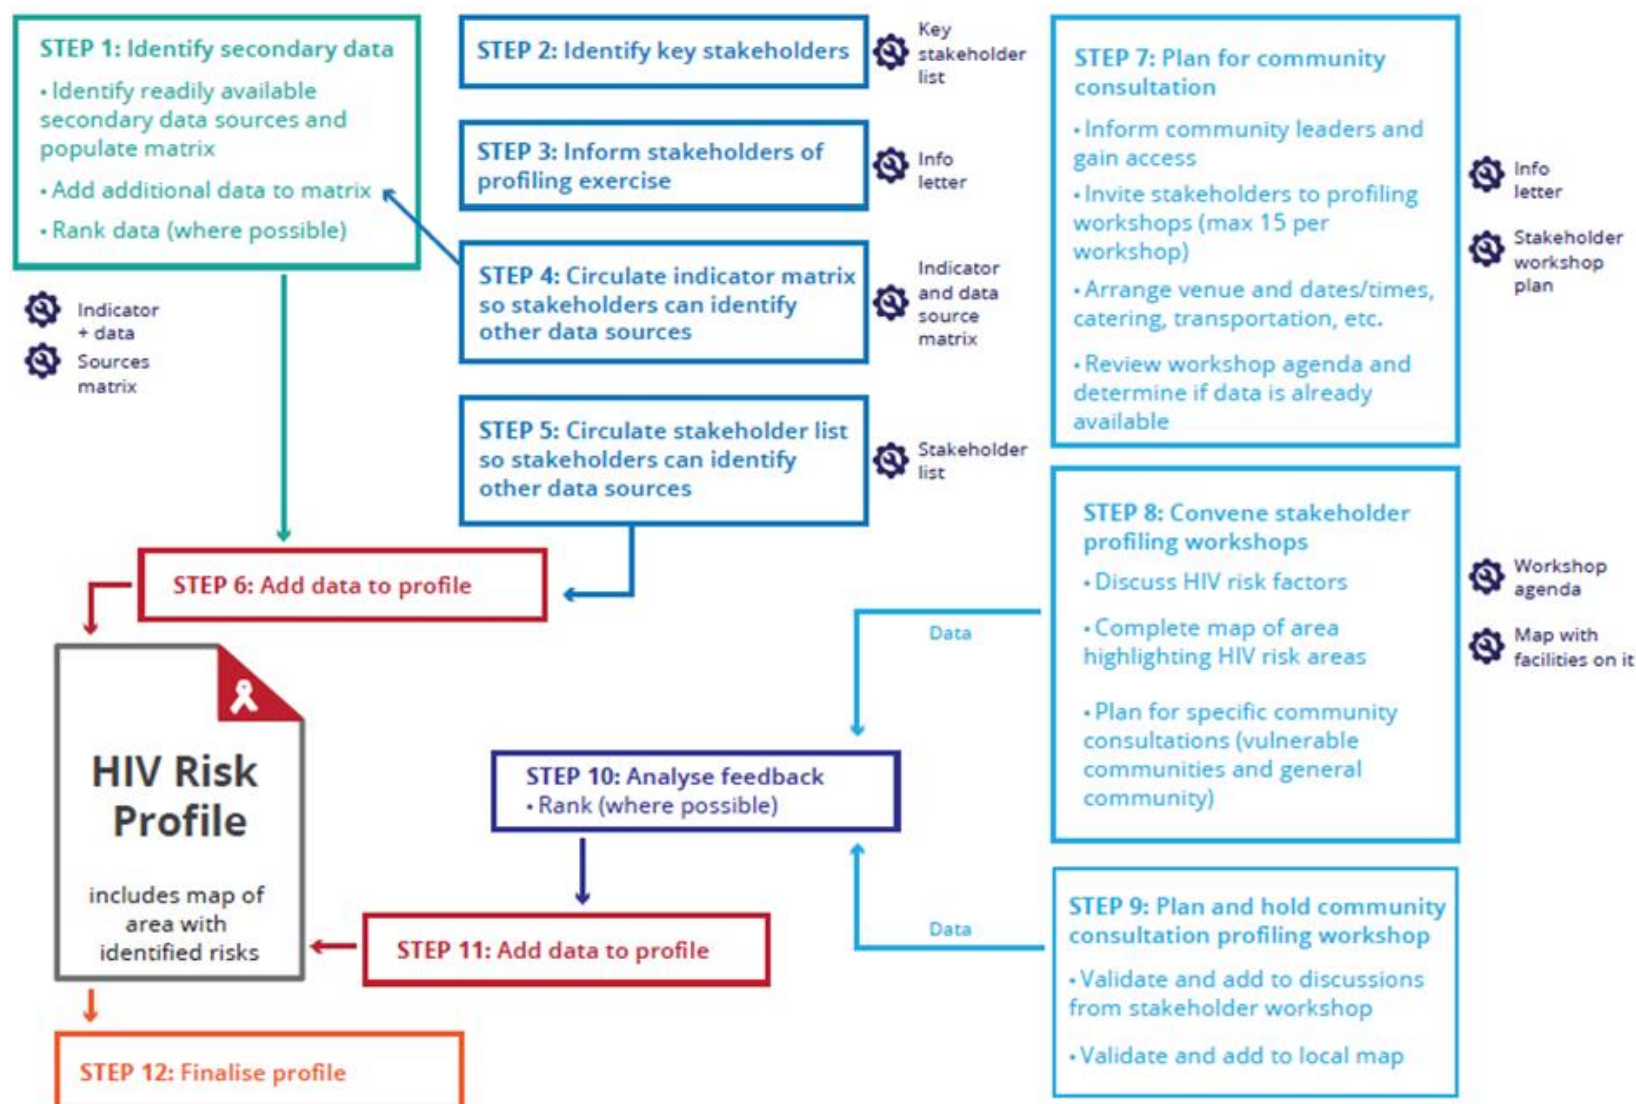 STEP 1: Identify secondary data
• Identify readily available
secondary data sources and
populate matrix
• Add additional data to matrix
• Rank data (where possible)
Indicator
+ data
Sources
matrix
STEP 2: Identify key stakeholders
Key
stakeholder
list
STEP 3: Inform stakeholders of
profiling exercise
Info
letter
STEP 4: Circulate indicator matrix
so stakeholders can identify
other data sources
Indicator
and data
source
matrix
STEP 5: Circulate stakeholder list
so stakeholders can identify
other data sources
Stakeholder
list
STEP 6: Add data to profile
HIV Risk
Profile
includes map of
area with
identified risks
STEP 7: Plan for community
consultation
• Inform community leaders and
gain access
• Invite stakeholders to profiling
workshops (max 15 per
workshop)
• Arrange venue and dates/times,
catering, transportation, etc.
• Review workshop agenda and
determine if data is already
available
Info
letter
Stakeholder
workshop
plan
STEP 8: Convene stakeholder
profiling workshops
• Discuss HIV risk factors
• Complete map of area
highlighting HIV risk areas
• Plan for specific community
consultations (vulnerable
communities and general
community)
Workshop
agenda
Map with
facilities on it
Data
STEP 9: Plan and hold community
consultation profiling workshop
• Validate and add to discussions
from stakeholder workshop
• Validate and add to local map
Data
STEP 10: Analyse feedback
• Rank (where possible)
STEP 11: Add data to profile
STEP 12: Finalise profile